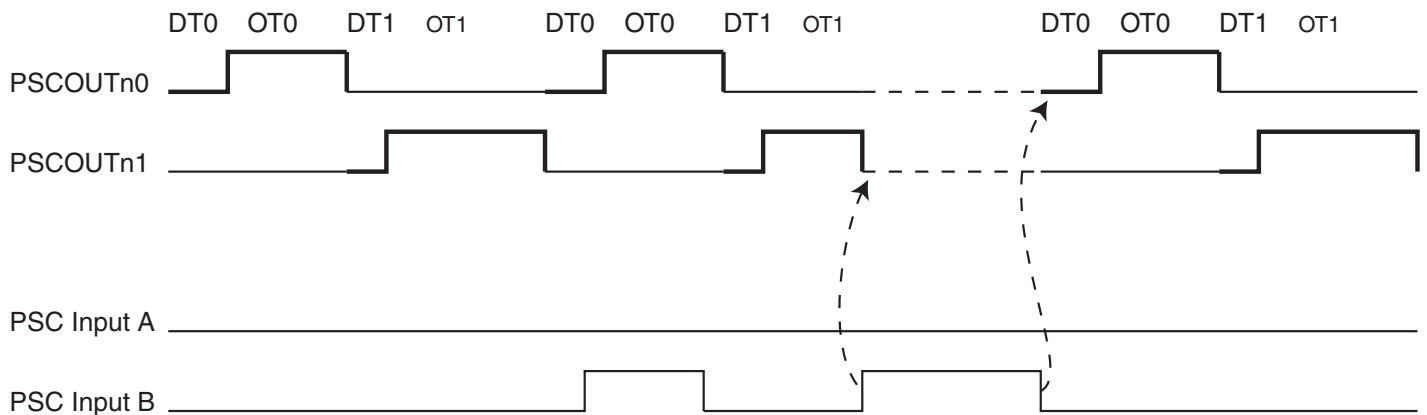 DT0 OT0 DT1 OT1 DT0 OT0 DT1 OT1 DT0 OT0 DT1 OT1
PSCOUTn0
PSCOUTn1
PSC Input A
PSC Input B